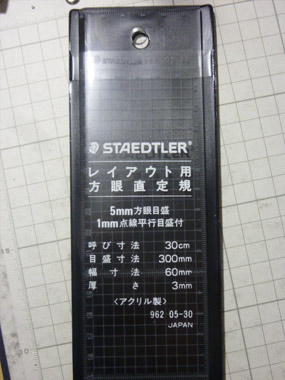 STAEDTLER
レイアウト用
方眼直定規
5mm方眼目盛
1mm点線平行目盛付
呼び寸法 30cm
目盛寸法 300mm
幅寸法 60mm
厚さ 3mm
〈アクリル製〉
962 05-30
JAPAN